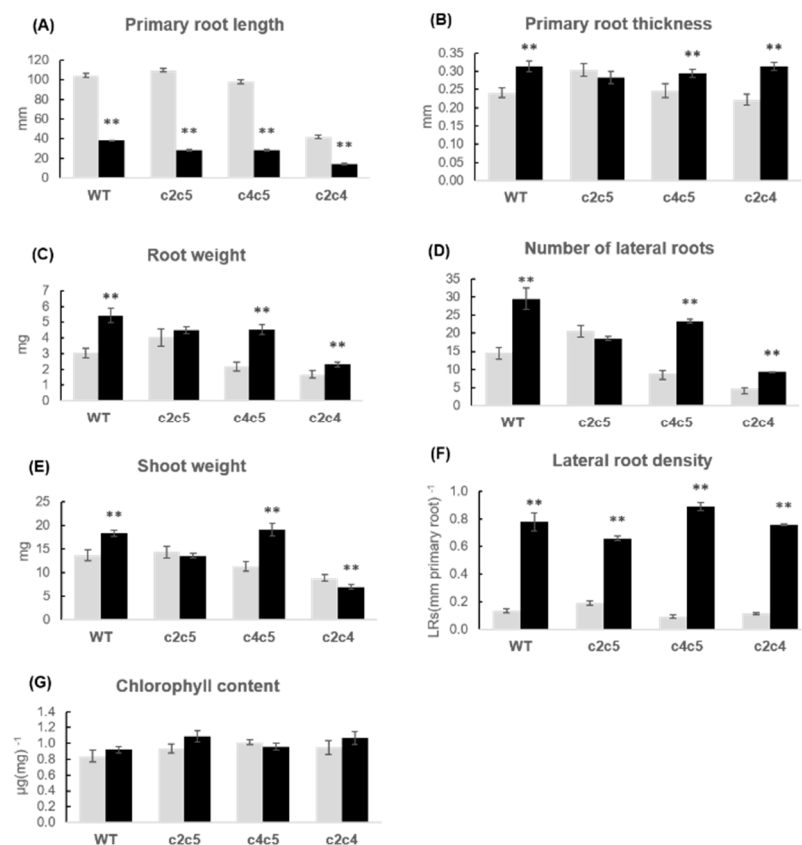 (A) Primary root length
120
100
80
60
40
20
0
mm
** ** ** **
WT c2c5 c4c5 c2c4
(B) Primary root thickness
0.35
0.30
0.25
0.20
0.15
0.10
0.05
0.00
mm
** ** **
WT c2c5 c4c5 c2c4
(C) Root weight
7
6
5
4
3
2
1
0
mg
** ** **
WT c2c5 c4c5 c2c4
(D) Number of lateral roots
35
30
25
20
15
10
5
0
** ** **
WT c2c5 c4c5 c2c4
(E) Shoot weight
25
20
15
10
5
0
mg
** ** **
WT c2c5 c4c5 c2c4
(F) Lateral root density
1.0
0.8
0.6
0.4
0.2
0.0
LRs(mm primary root) -1
** ** ** **
WT c2c5 c4c5 c2c4
(G) Chlorophyll content
1.4
1.2
1.0
0.8
0.6
0.4
0.2
0.0
µg(mg) -1
WT c2c5 c4c5 c2c4